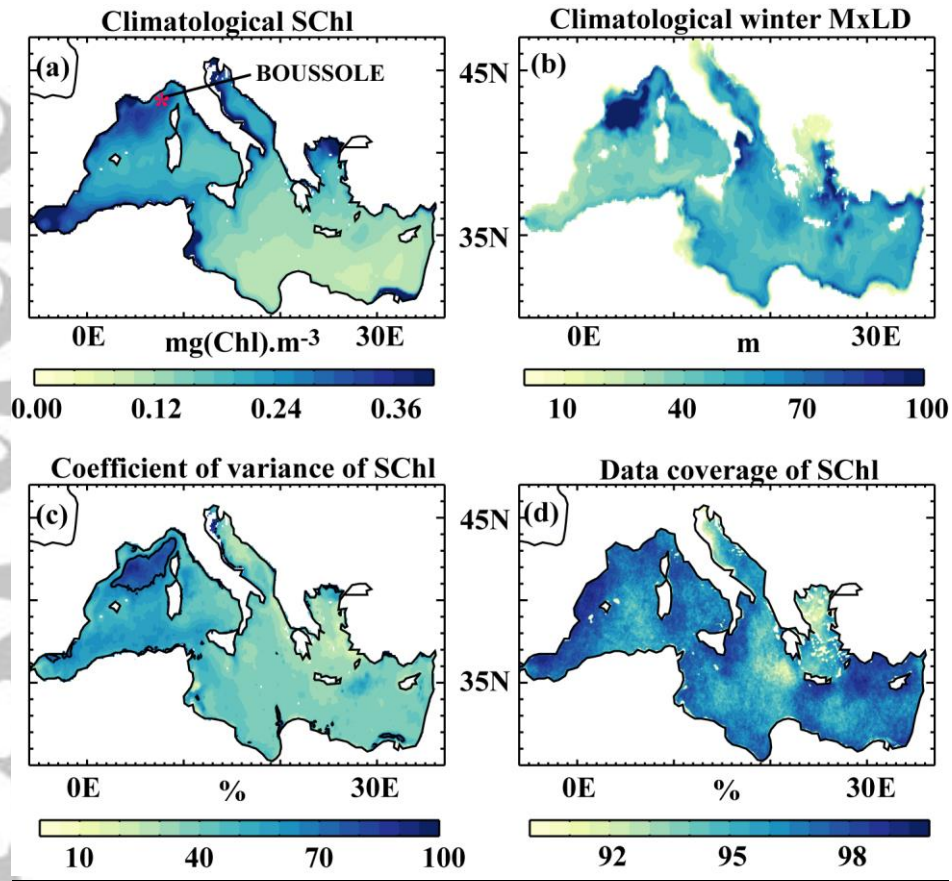 Climatological SChl
Climatological winter MxLD
(a)
BOUSSOLE
(b)
45N
35N
0E
mg(Chl).m-3
30E
0E
m
30E
0.00 0.12 0.24 0.36
10 40 70 100
Coefficient of variance of SChl
Data coverage of SChl
(c)
(d)
45N
35N
0E
%
30E
0E
%
30E
10 40 70 100
92 95 98